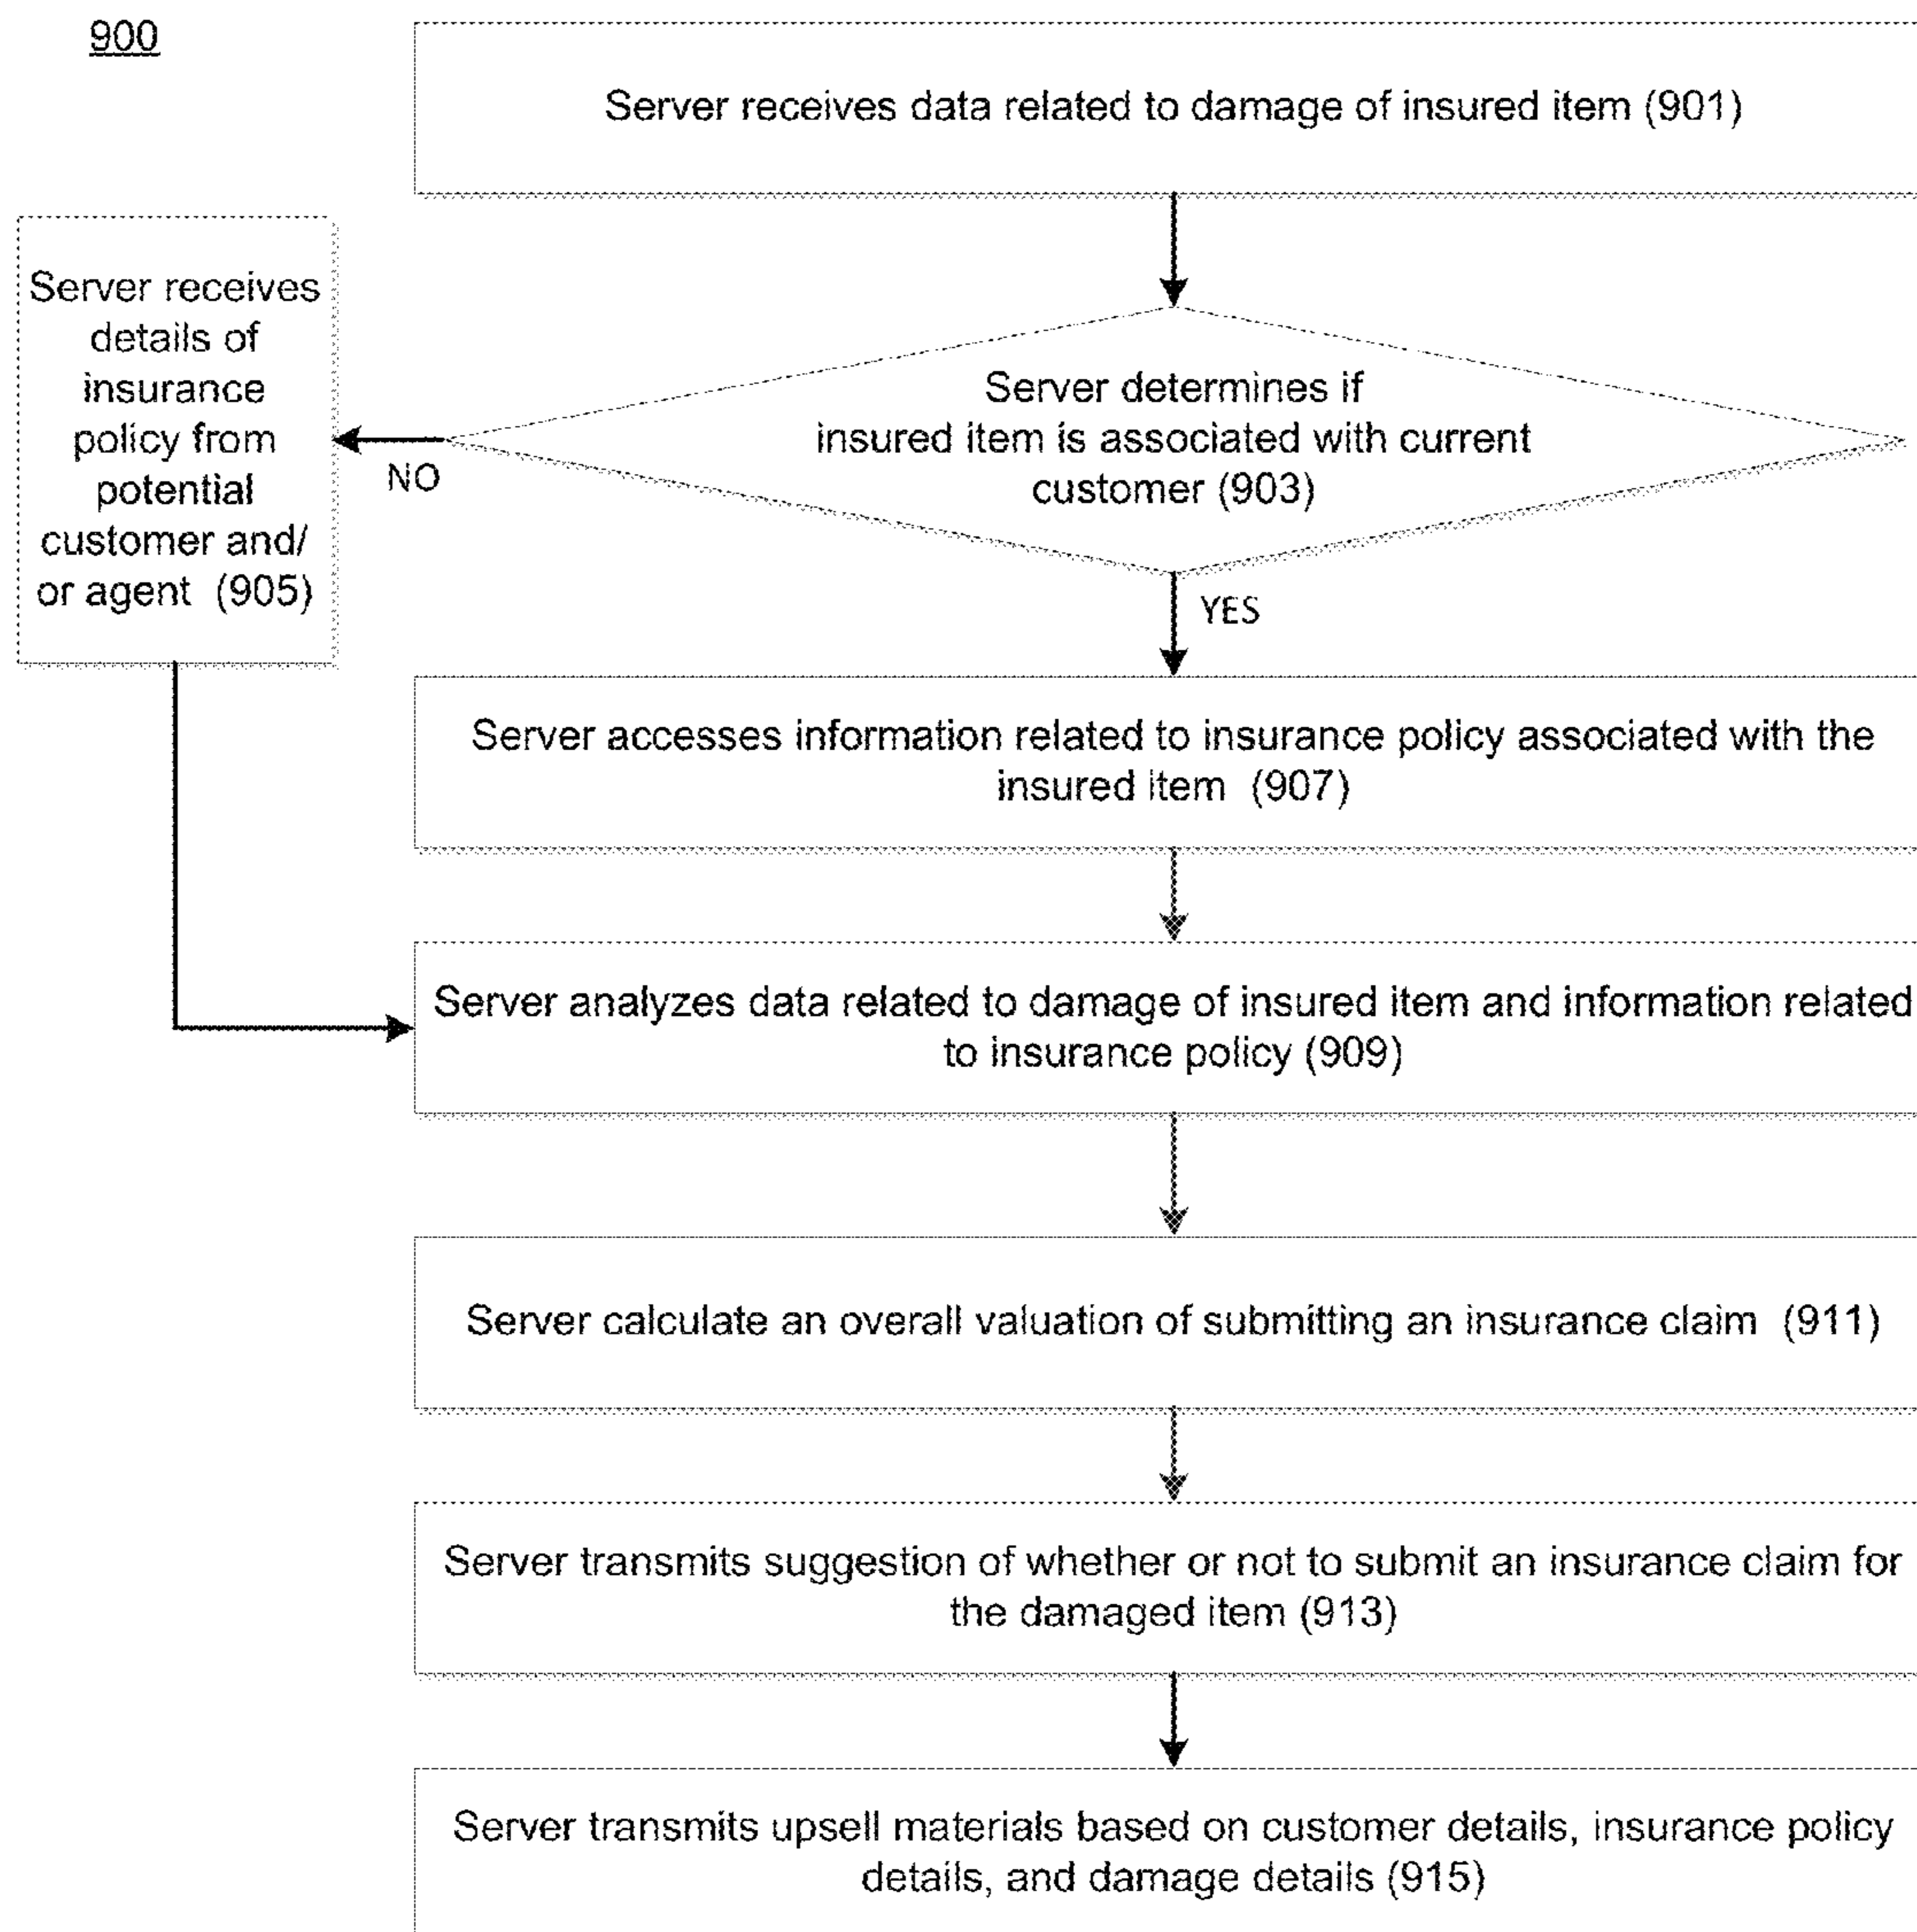 900
Server receives data related to damage of insured item (901)
Server determines if
insured item is associated with current
customer (903)
NO
YES
Server receives
details of
insurance
policy from
potential
customer and/
or agent (905)
Server accesses information related to insurance policy associated with the
insured item (907)
Server analyzes data related to damage of insured item and information related
to insurance policy (909)
Server calculate an overall valuation of submitting an insurance claim (911)
Server transmits suggestion of whether or not to submit an insurance claim for
the damaged item (913)
Server transmits upsell materials based on customer details, insurance policy
details, and damage details (915)